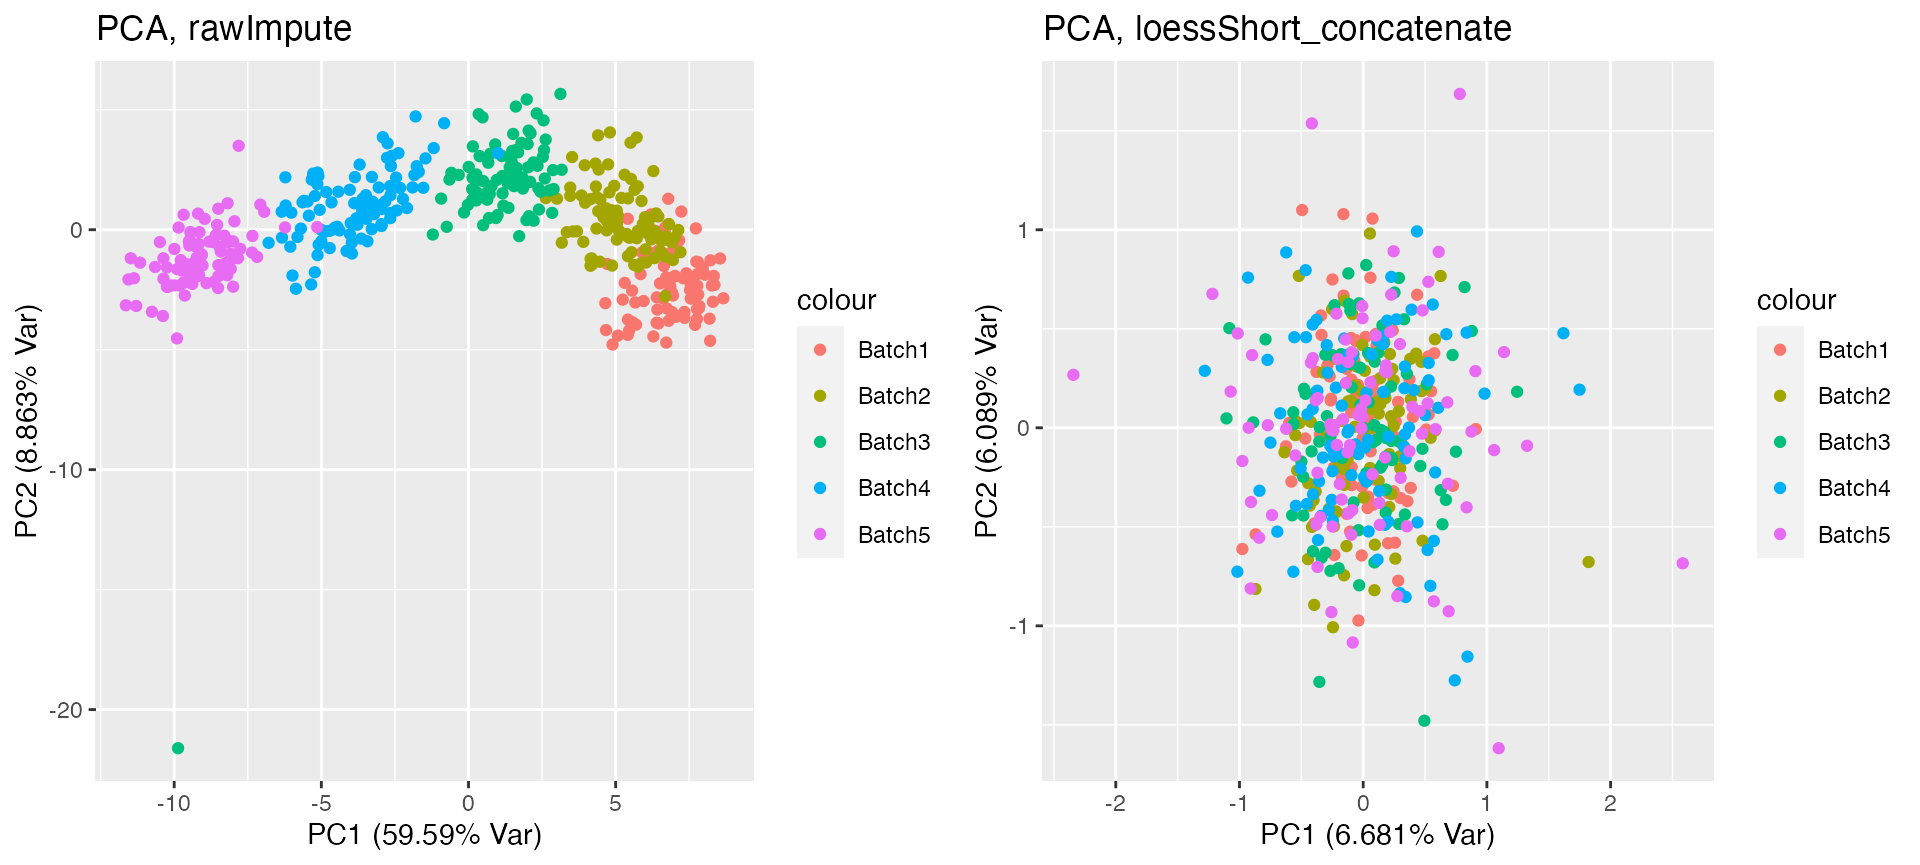 PCA, rawImpute
0
-10
-20
-10
-5
0
5
PC1 (59.59% Var)
PC2 (8.863% Var)
colour
Batch1
Batch2
Batch3
Batch4
Batch5
PCA, loessShort_concatenate
1
0
-1
-2
-1
0
1
2
PC1 (6.681% Var)
PC2 (6.089% Var)
colour
Batch1
Batch2
Batch3
Batch4
Batch5